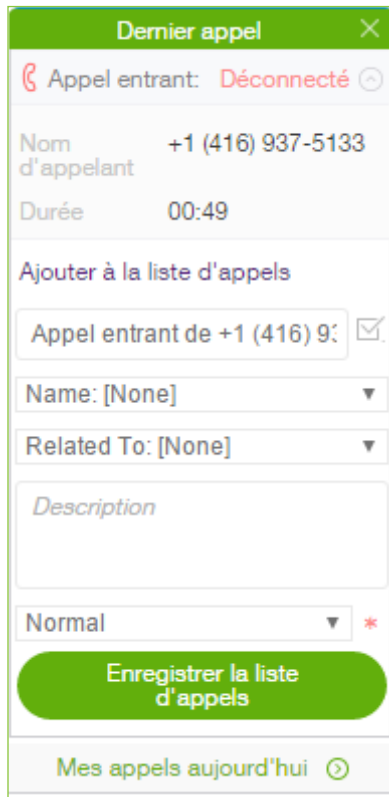 Dernier appel
Appel entrant: Déconnecté
Nom d'appelant +1 (416) 937-5133
Durée 00:49
Ajouter à la liste d'appels
Appel entrant de +1 (416) 93
Name: [None]
Related To: [None]
Description
Normal *
Enregistrer la liste
d'appels
Mes appels aujourd'hui